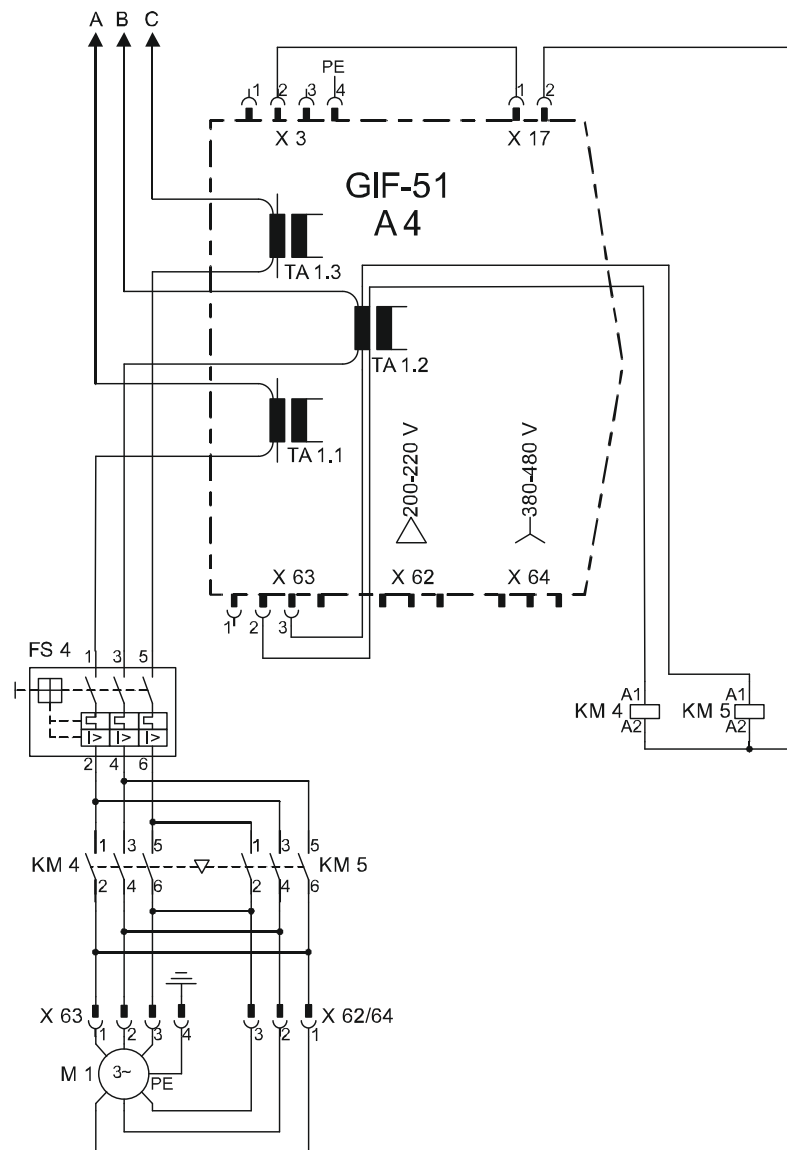 A B C
PE
1 2 3 4 1 2
X 3 X 17
GIF-51
A 4
TA 1.3
TA 1.2
TA 1.1
200-220 V 380-480 V
X 63 X 62 X 64
1 2 3
FS 4 1 3 5
I> I> I>
2 4 6
A1 A1
KM 4 KM 5
A2 A2
1 3 5 1 3 5
KM 4 KM 5
2 4 6 2 4 6
X 63 X 62/64
1 2 3 4 3 2 1
M 1 3~ PE